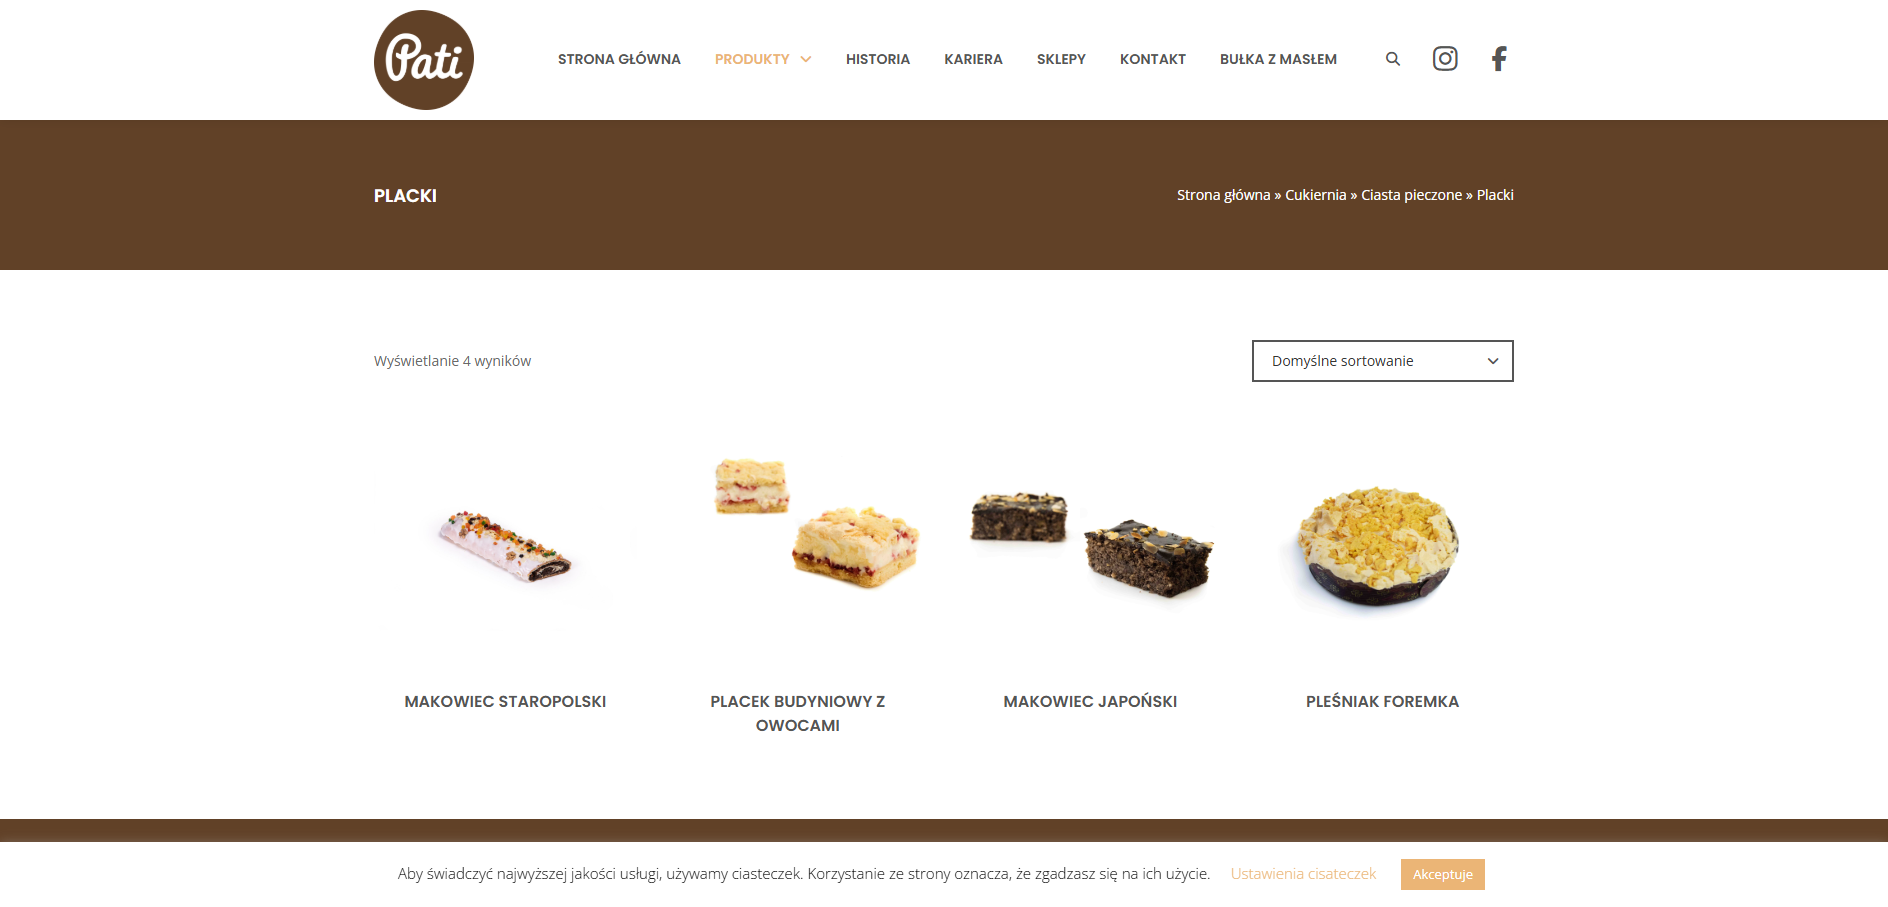 Pati
STRONA GŁÓWNA PRODUKTY HISTORIA KARIERA SKLEPY KONTAKT BUŁKA Z MASŁEM
PLACKI
Strona główna » Cukiernia » Ciasta pieczone » Placki
Wyświetlanie 4 wyników
Domyślne sortowanie
MAKOWIEC STAROPOLSKI
PLACEK BUDYNIOWY Z
OWOCAMI
MAKOWIEC JAPOŃSKI
PLEŚNIAK FOREMKA
Aby świadczyć najwyższej jakości usługi, używamy ciasteczek. Korzystanie ze strony oznacza, że zgadzasz się na ich użycie. Ustawienia cisateczek Akceptuje